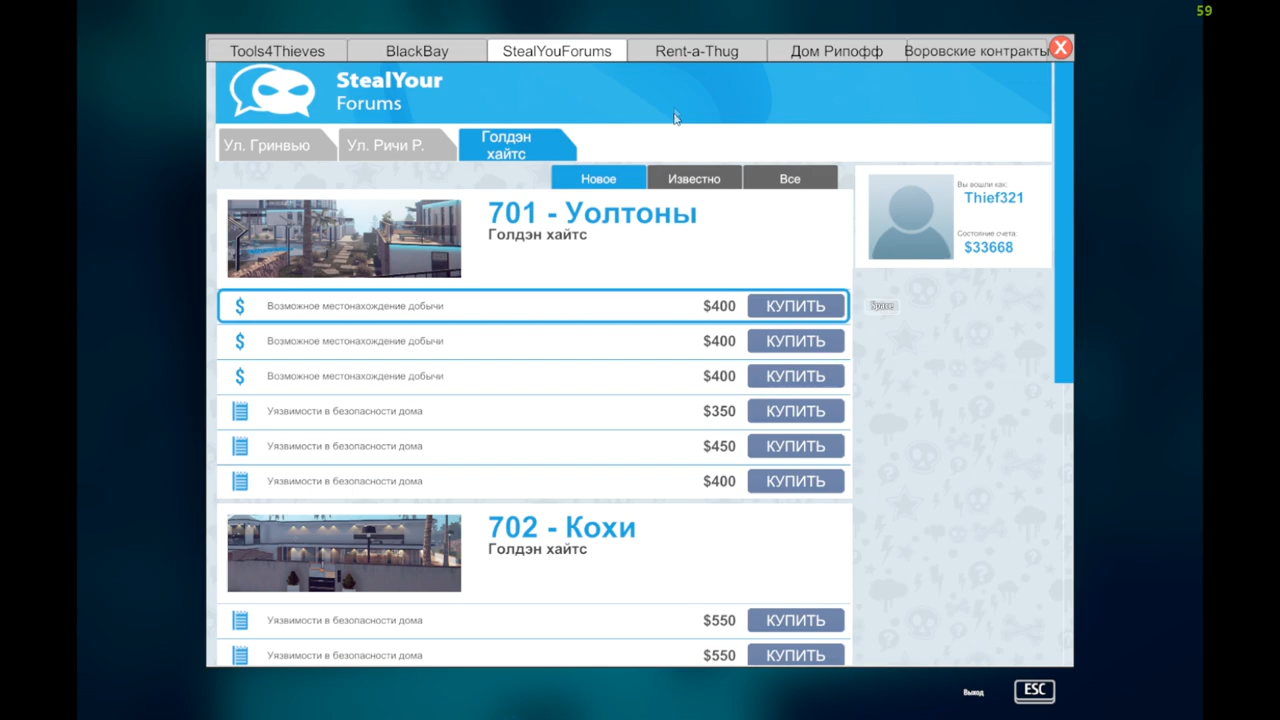 59
Tools4Thieves
BlackBay
StealYouForums
Rent-a-Thug
Дом Рипофф
Воровские контракты
X
StealYour
Forums
Ул. Гринвью
Ул. Ричи Р.
Голдэн
хайтс
Новое
Известно
Все
Вы вошли как:
Thief321
Состояние счета:
$33668
701 - Уолтоны
Голдэн хайтс
$ Возможное местонахождение добычи $400 КУПИТЬ
Space
$ Возможное местонахождение добычи $400 КУПИТЬ
$ Возможное местонахождение добычи $400 КУПИТЬ
Уязвимости в безопасности дома $350 КУПИТЬ
Уязвимости в безопасности дома $450 КУПИТЬ
Уязвимости в безопасности дома $400 КУПИТЬ
702 - Кохи
Голдэн хайтс
Уязвимости в безопасности дома $550 КУПИТЬ
Уязвимости в безопасности дома $550 КУПИТЬ
Выход
ESC